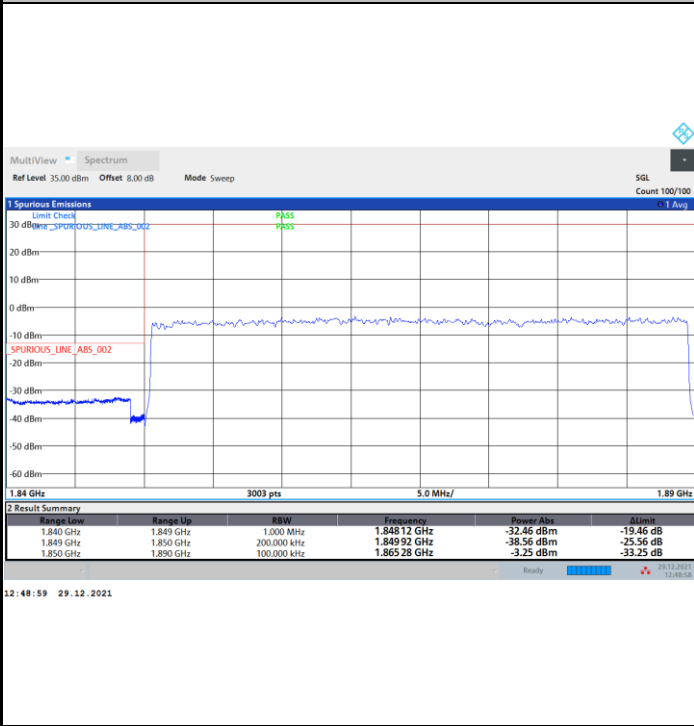 MultiView Spectrum
Ref Level 35.00 dBm Offset 8.00 dB Mode Sweep SGL
Count 100/100
1 Spurious Emissions 1 Avg
Limit Check PASS
30 dBm Line _SPURIOUS_LINE_ABS_002 PASS
20 dBm
10 dBm
0 dBm
-10 dBm
_SPURIOUS_LINE_ABS_002
-20 dBm
-30 dBm
-40 dBm
-50 dBm
-60 dBm
1.84 GHz 3003 pts 5.0 MHz/ 1.89 GHz
2 Result Summary
Range Low Range Up RBW Frequency Power Abs ΔLimit
1.840 GHz 1.849 GHz 1.000 MHz 1.84812 GHz -32.46 dBm -19.46 dB
1.849 GHz 1.850 GHz 200.000 kHz 1.84992 GHz -38.56 dBm -25.56 dB
1.850 GHz 1.890 GHz 100.000 kHz 1.86528 GHz -3.25 dBm -33.25 dB
Ready 29.12.2021
12:48:58
12:48:59 29.12.2021